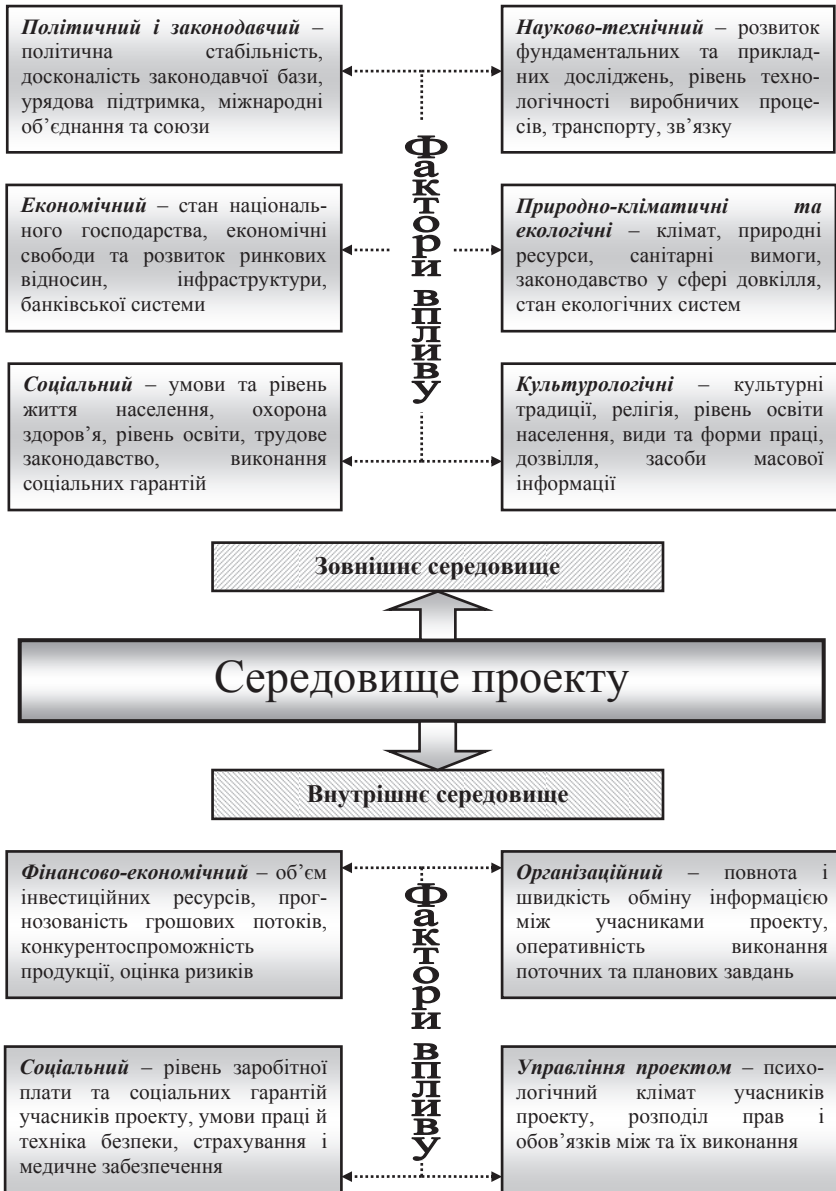 Політичний і законодавчий –
політична стабільність,
досконалість законодавчої бази,
урядова підтримка, міжнародні
об’єднання та союзи
Науково-технічний – розвиток
фундаментальних та приклад-
них досліджень, рівень техно-
логічності виробничих проце-
сів, транспорту, зв’язку
Фактори впливу
Економічний – стан національ-
ного господарства, економічні
свободи та розвиток ринкових
відносин, інфраструктури,
банківської системи
Природно-кліматичні та
екологічні – клімат, природні
ресурси, санітарні вимоги,
законодавство у сфері довкілля,
стан екологічних систем
Соціальний – умови та рівень
життя населення, охорона
здоров’я, рівень освіти, трудове
законодавство, виконання
соціальних гарантій
Культурологічні – культурні
традиції, релігія, рівень освіти
населення, види та форми праці,
дозвілля, засоби масової
інформації
Зовнішнє середовище
Середовище проекту
Внутрішнє середовище
Фінансово-економічний – об’єм
інвестиційних ресурсів, прог-
нозованість грошових потоків,
конкурентоспроможність
продукції, оцінка ризиків
Організаційний – повнота і
швидкість обміну інформацією
між учасниками проекту,
оперативність виконання
поточних та планових завдань
Фактори впливу
Соціальний – рівень заробітної
плати та соціальних гарантій
учасників проекту, умови праці й
техніка безпеки, страхування і
медичне забезпечення
Управління проектом – психо-
логічний клімат учасників
проекту, розподіл прав і
обов’язків між та їх виконання